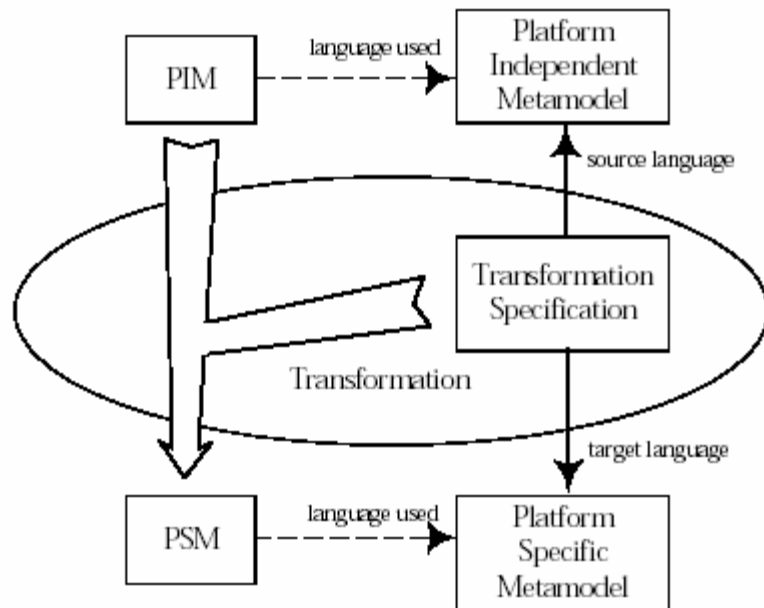 PIM
language used
Platform
Independent
Metamodel
source language
Transformation
Specification
Transformation
target language
PSM
language used
Platform
Specific
Metamodel